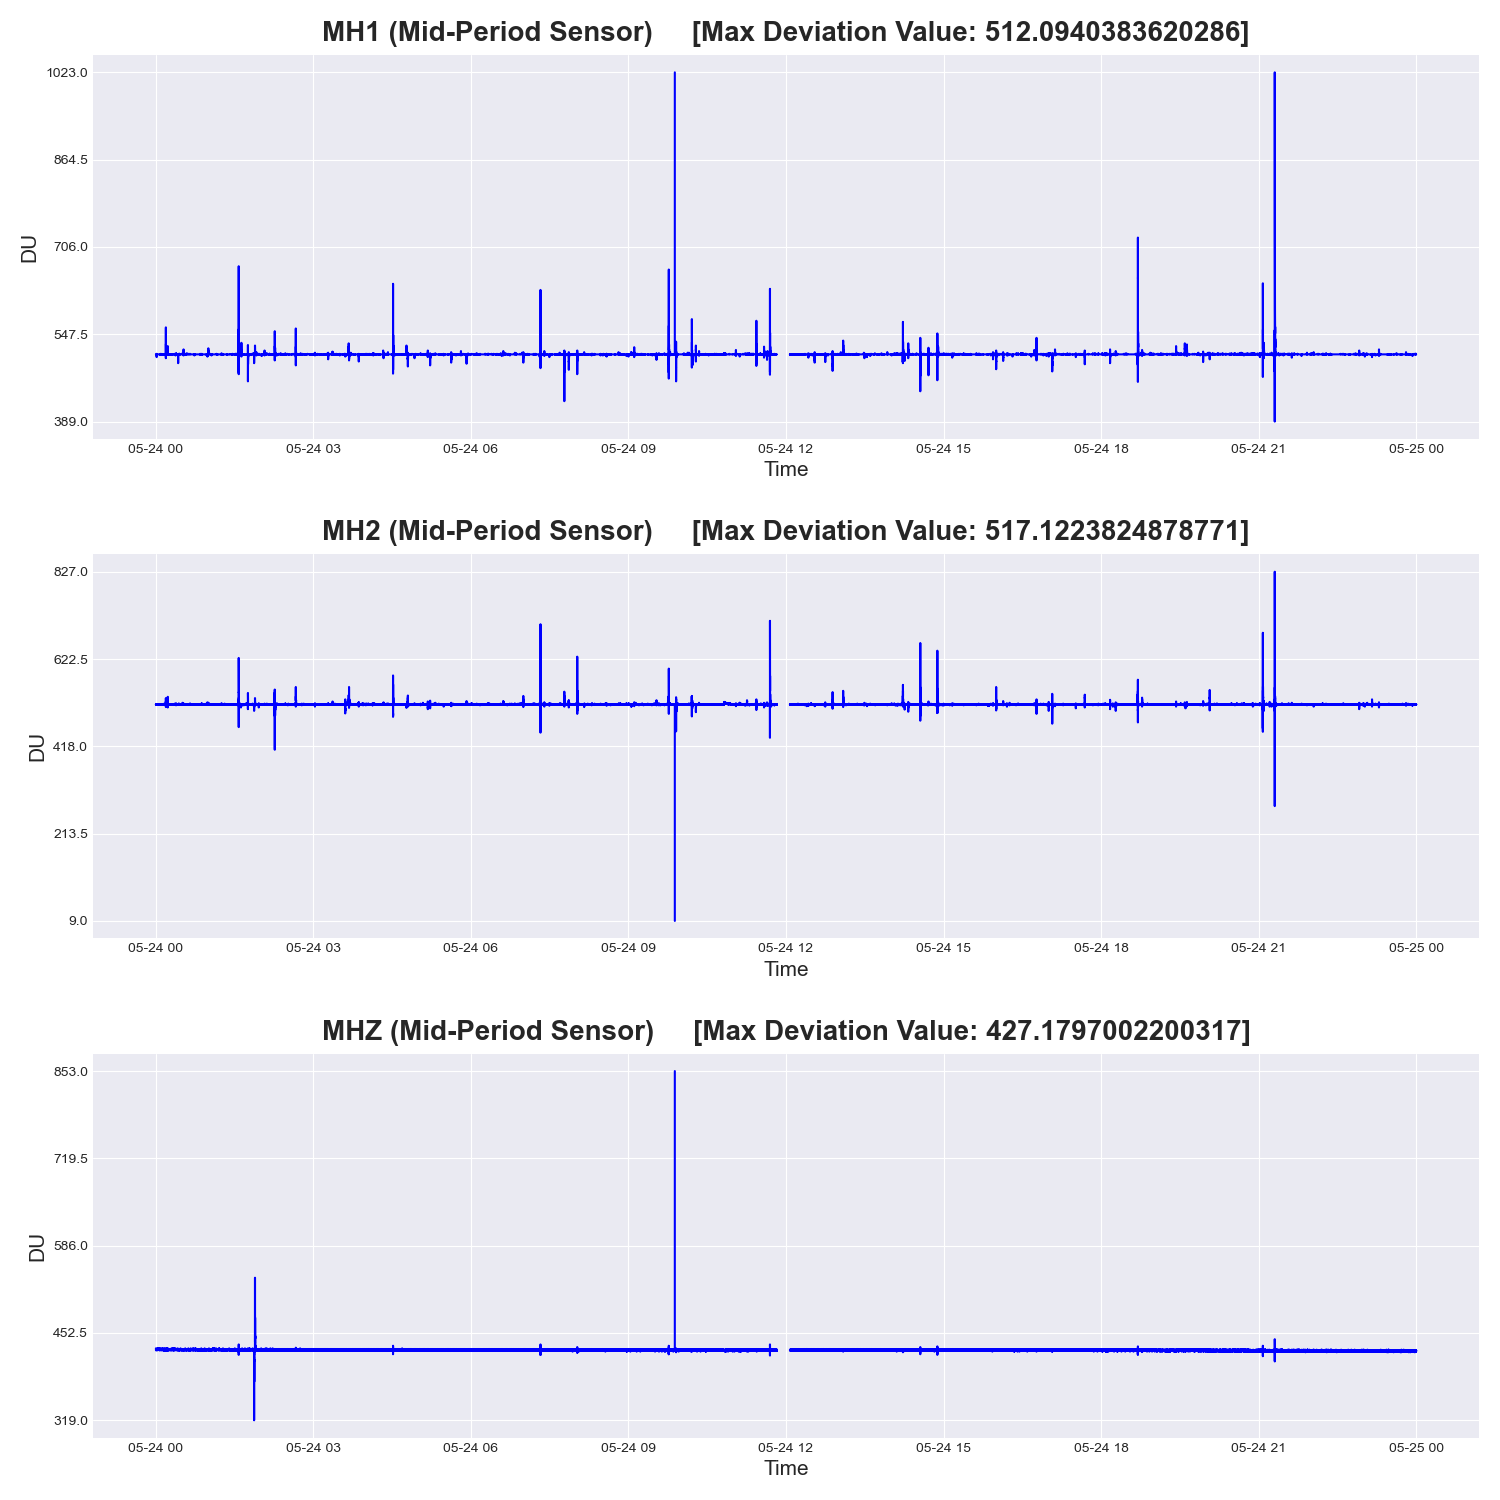 MH1 (Mid-Period Sensor) [Max Deviation Value: 512.0940383620286]
1023.0
864.5
706.0
547.5
389.0
DU
05-24 00 05-24 03 05-24 06 05-24 09 05-24 12 05-24 15 05-24 18 05-24 21 05-25 00
Time
MH2 (Mid-Period Sensor) [Max Deviation Value: 517.1223824878771]
827.0
622.5
418.0
213.5
9.0
DU
05-24 00 05-24 03 05-24 06 05-24 09 05-24 12 05-24 15 05-24 18 05-24 21 05-25 00
Time
MHZ (Mid-Period Sensor) [Max Deviation Value: 427.1797002200317]
853.0
719.5
586.0
452.5
319.0
DU
05-24 00 05-24 03 05-24 06 05-24 09 05-24 12 05-24 15 05-24 18 05-24 21 05-25 00
Time